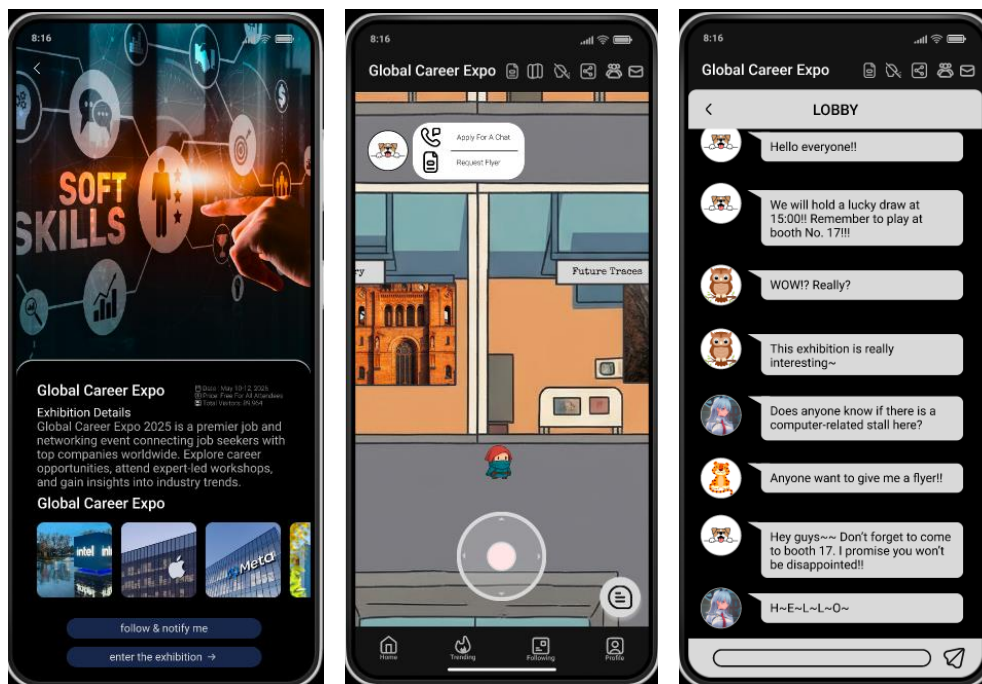 8:16
SOFT
SKILLS
Global Career Expo
Price: Free For All Attendees
Exhibition Details
Global Career Expo 2025 is a premier job and
networking event connecting job seekers with
top companies worldwide. Explore career
opportunities, attend expert-led workshops,
and gain insights into industry trends.
Global Career Expo
intel
Meta
follow & notify me
enter the exhibition →
8:16
Global Career Expo
Apply For A Chat
Request Flyer
Future Traces
Home
Trending
Following
Profile
8:16
Global Career Expo
LOBBY
Hello everyone!!
We will hold a lucky draw at
15:00!! Remember to play at
booth No. 17!!!
WOW!? Really?
This exhibition is really
interesting~
Does anyone know if there is a
computer-related stall here?
Anyone want to give me a flyer!!
Hey guys~~ Don't forget to come
to booth 17. I promise you won't
be disappointed!!
H~E~L~L~O~